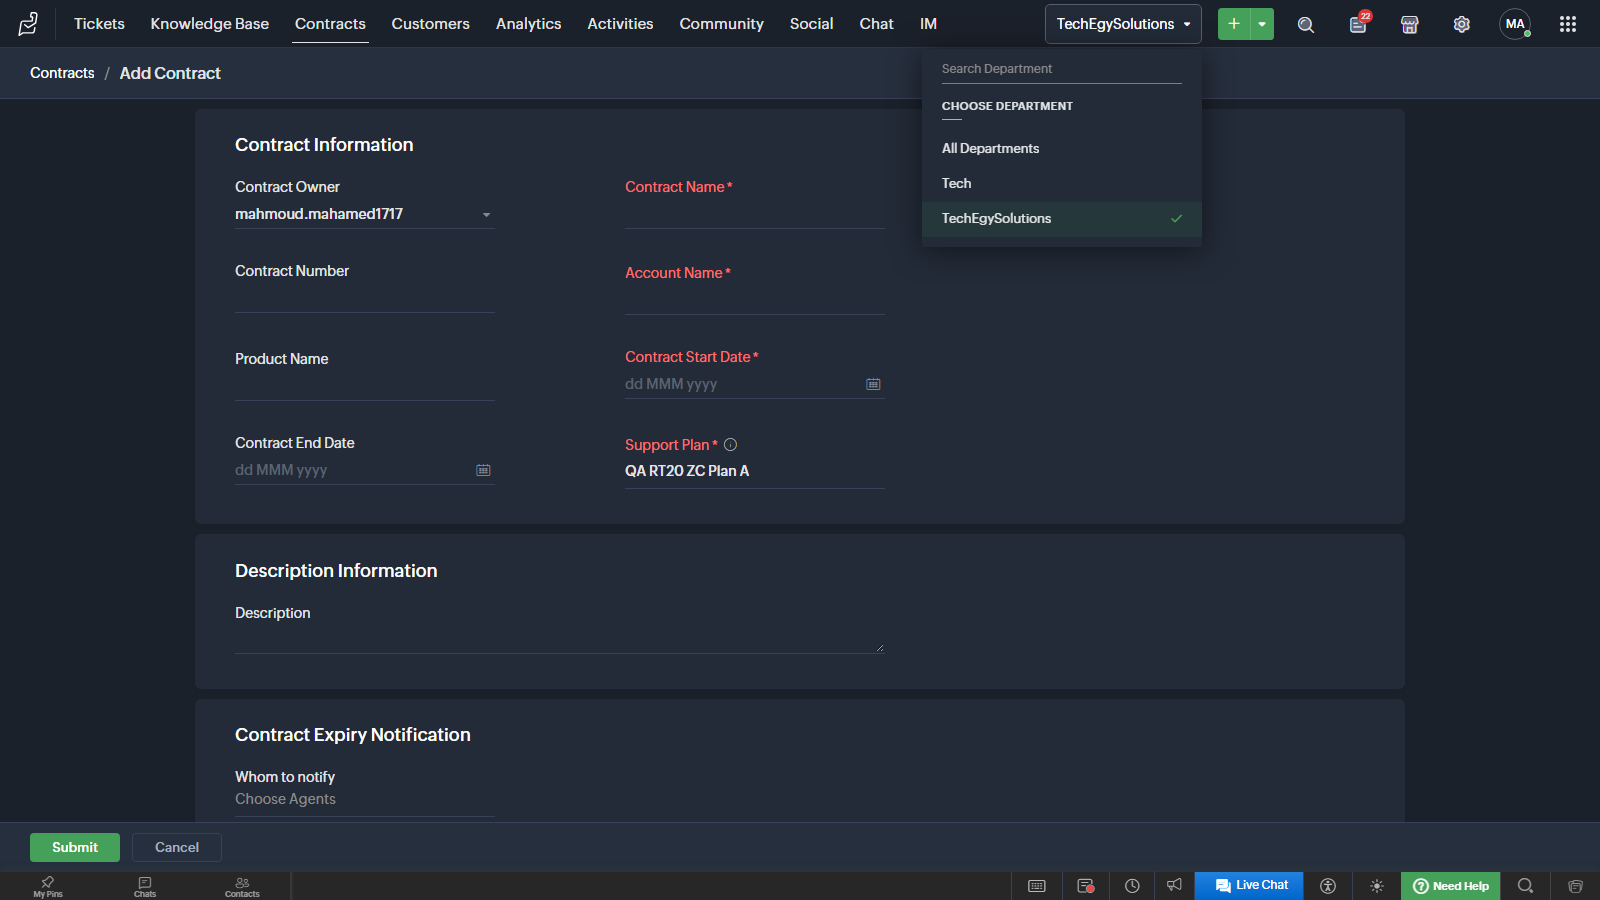 Tickets
Knowledge Base
Contracts
Customers
Analytics
Activities
Community
Social
Chat
IM
TechEgySolutions
22
MA
Contracts / Add Contract
Search Department
CHOOSE DEPARTMENT
All Departments
Tech
TechEgySolutions
Contract Information
Contract Owner
mahmoud.mahamed1717
Contract Name *
Contract Number
Account Name *
Product Name
Contract Start Date *
dd MMM yyyy
Contract End Date
dd MMM yyyy
Support Plan *
QA RT20 ZC Plan A
Description Information
Description
Contract Expiry Notification
Whom to notify
Choose Agents
Submit
Cancel
My Pins
Chats
Contacts
Live Chat
Need Help